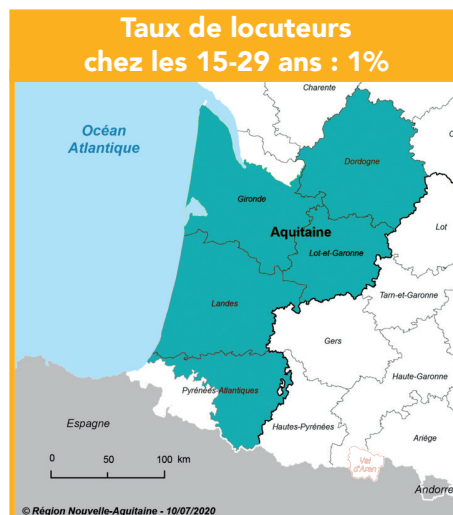 Taux de locuteurs
chez les 15-29 ans : 1%
Charente
Océan
Atlantique
Dordogne
Gironde
Aquitaine
Lot
Lot-et-Garonne
Landes
Tarn-et-Garonne
Gers
Haute-Garonne
Pyrénées-Atlantiques
Espagne
Hautes-Pyrénées
Ariège
Val
d'Aran
0 50 100 km
Andorre
© Région Nouvelle-Aquitaine - 10/07/2020